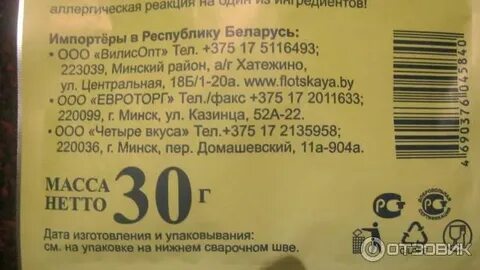 аллергическая реакция на один из ингредиентов!
Импортёры в Республику Беларусь:
• ООО «ВилисОпт» Тел. +375 17 5116493;
223039, Минский район, а/г Хатежино,
ул. Центральная, 18Б/1-20а. www.flotskaya.by
• ООО «ЕВРОТОРГ» Тел./факс +375 17 2011633;
220099, г. Минск, ул. Казинца, 52А-22.
• ООО «Четыре вкуса» Тел.+375 17 2135958;
220036, г. Минск, пер. Домашевский, 11а-904а.
4690376045840
МАССА
НЕТТО 30 г
ДОБРОВОЛЬНАЯ
СЕРТИФИКАЦИЯ
Дата изготовления и упаковывания:
см. на упаковке на нижнем сварочном шве.
ОТЗОВИК